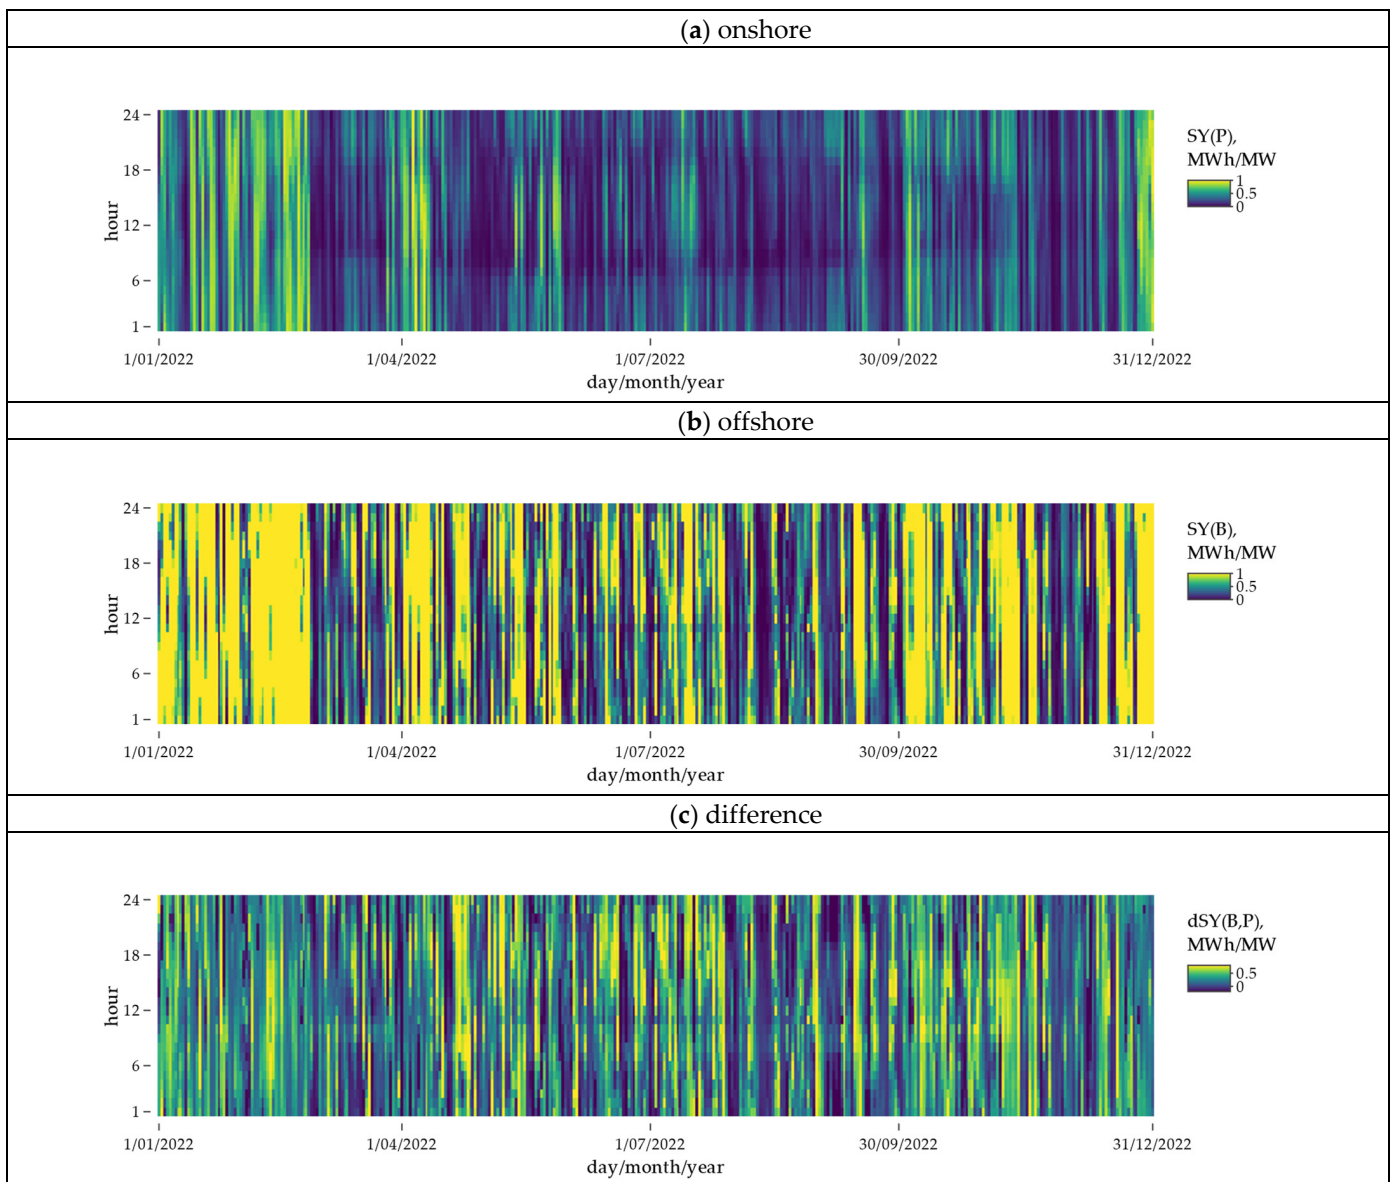 (a) onshore
24
18
12
6
1
hour
1/01/2022 1/04/2022 1/07/2022 30/09/2022 31/12/2022
day/month/year
SY(P),
MWh/MW
1
0.5
0
(b) offshore
24
18
12
6
1
hour
1/01/2022 1/04/2022 1/07/2022 30/09/2022 31/12/2022
day/month/year
SY(B),
MWh/MW
1
0.5
0
(c) difference
24
18
12
6
1
hour
1/01/2022 1/04/2022 1/07/2022 30/09/2022 31/12/2022
day/month/year
dSY(B,P),
MWh/MW
0.5
0